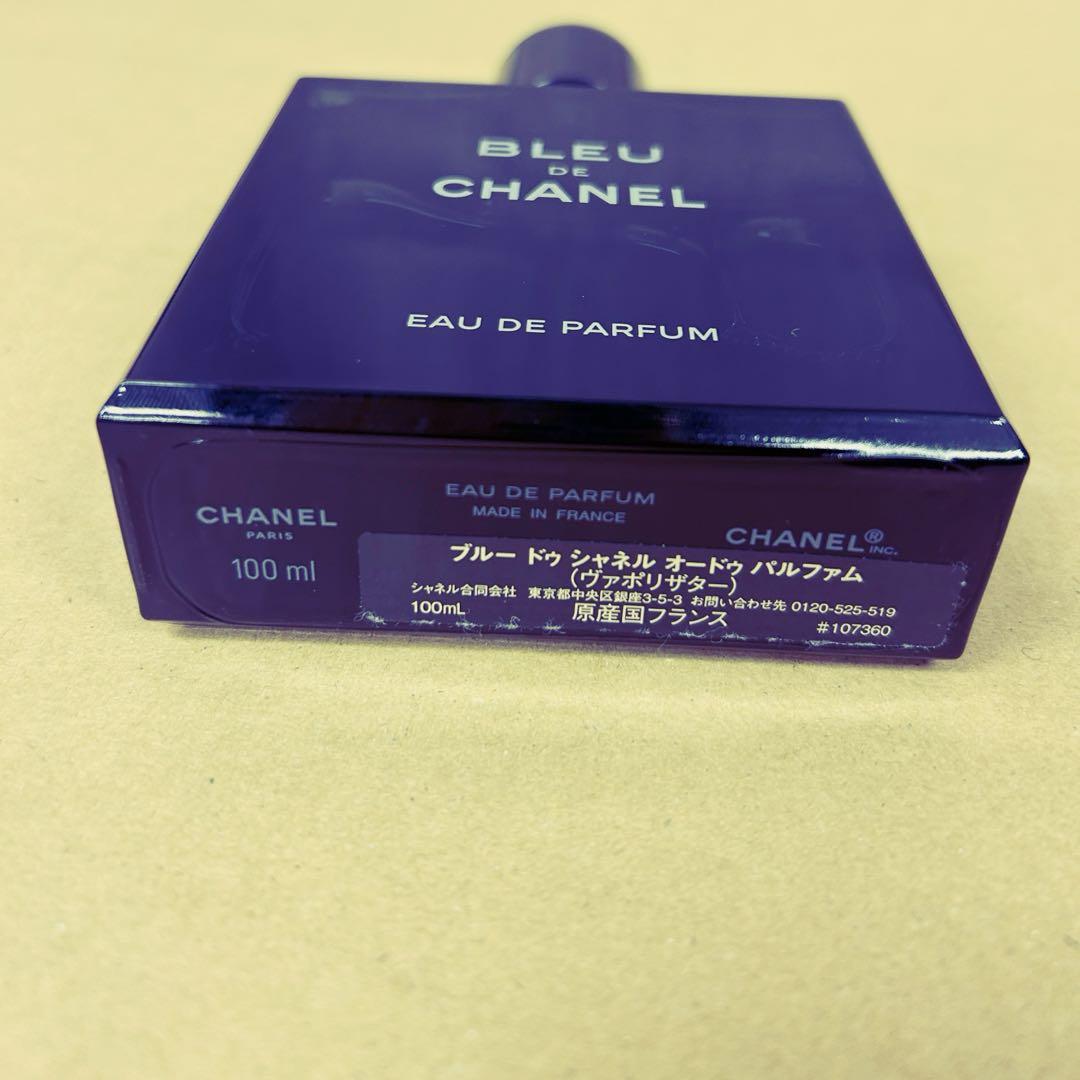 BLEU
DE
CHANEL
EAU DE PARFUM
EAU DE PARFUM
MADE IN FRANCE
CHANEL
PARIS
100 ml
CHANEL®
INC.
ブルー ドゥ シャネル オードゥ パルファム
(ヴァポリザター)
シャネル合同会社 東京都中央区銀座3-5-3 お問い合わせ先 0120-525-519
100mL 原産国フランス #107360